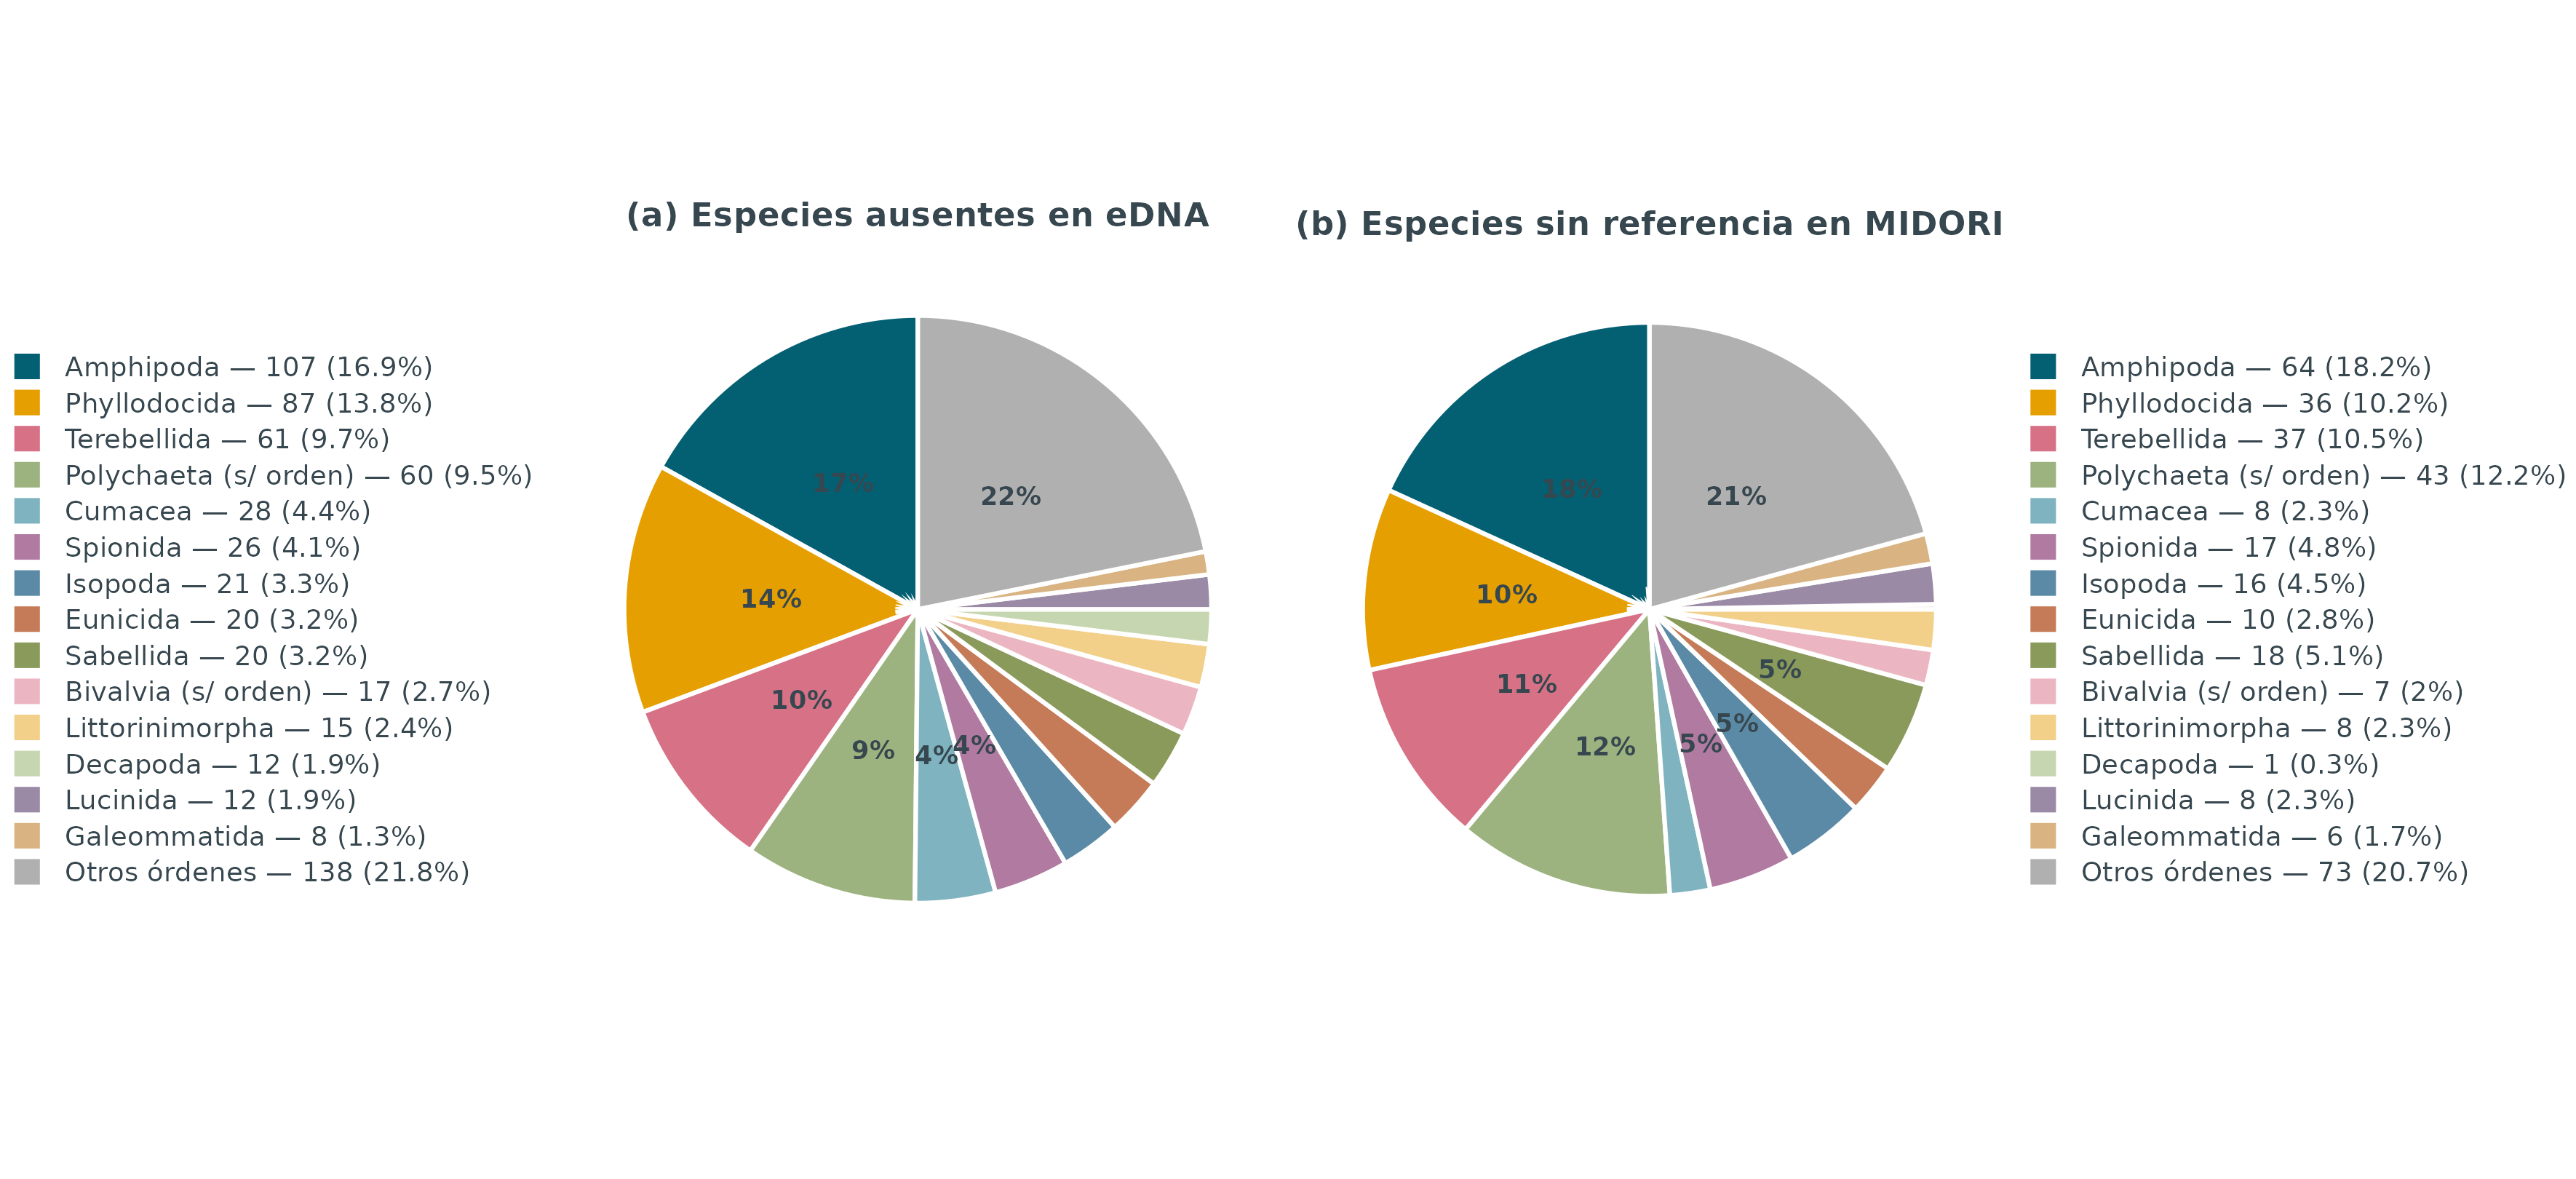 (a) Especies ausentes en eDNA
Amphipoda — 107 (16.9%)
Phyllodocida — 87 (13.8%)
Terebellida — 61 (9.7%)
Polychaeta (s/ orden) — 60 (9.5%)
Cumacea — 28 (4.4%)
Spionida — 26 (4.1%)
Isopoda — 21 (3.3%)
Eunicida — 20 (3.2%)
Sabellida — 20 (3.2%)
Bivalvia (s/ orden) — 17 (2.7%)
Littorinimorpha — 15 (2.4%)
Decapoda — 12 (1.9%)
Lucinida — 12 (1.9%)
Galeommatida — 8 (1.3%)
Otros órdenes — 138 (21.8%)
17%
22%
14%
10%
9%
4%
4%
(b) Especies sin referencia en MIDORI
18%
21%
10%
11%
12%
5%
5%
5%
Amphipoda — 64 (18.2%)
Phyllodocida — 36 (10.2%)
Terebellida — 37 (10.5%)
Polychaeta (s/ orden) — 43 (12.2%)
Cumacea — 8 (2.3%)
Spionida — 17 (4.8%)
Isopoda — 16 (4.5%)
Eunicida — 10 (2.8%)
Sabellida — 18 (5.1%)
Bivalvia (s/ orden) — 7 (2%)
Littorinimorpha — 8 (2.3%)
Decapoda — 1 (0.3%)
Lucinida — 8 (2.3%)
Galeommatida — 6 (1.7%)
Otros órdenes — 73 (20.7%)